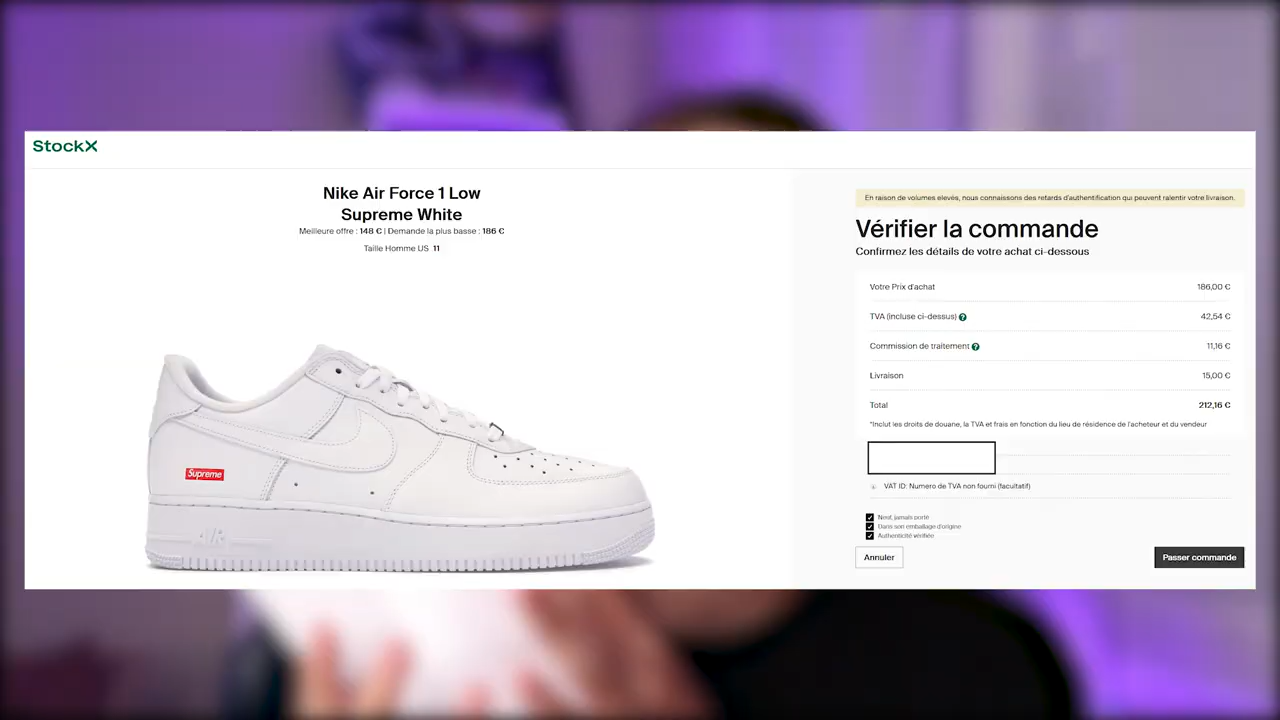 StockX
Nike Air Force 1 Low
Supreme White
Meilleure offre : 148 € | Demande la plus basse : 186 €
Taille Homme US 11
Supreme
AIR
En raison de volumes elevés, nous connaissons des retards d'authentification qui peuvent ralentir votre livraison.
Vérifier la commande
Confirmez les détails de votre achat ci-dessous
Votre Prix d'achat 186,00 €
TVA (incluse ci-dessus) ? 42,54 €
Commission de traitement ? 11,16 €
Livraison 15,00 €
Total 212,16 €
*Inclut les droits de douane, la TVA et frais en fonction du lieu de résidence de l'acheteur et du vendeur
VAT ID: Numero de TVA non fourni (facultatif)
Neuf, jamais porté
Dans son emballage d'origine
Authenticité vérifiée
Annuler
Passer commande